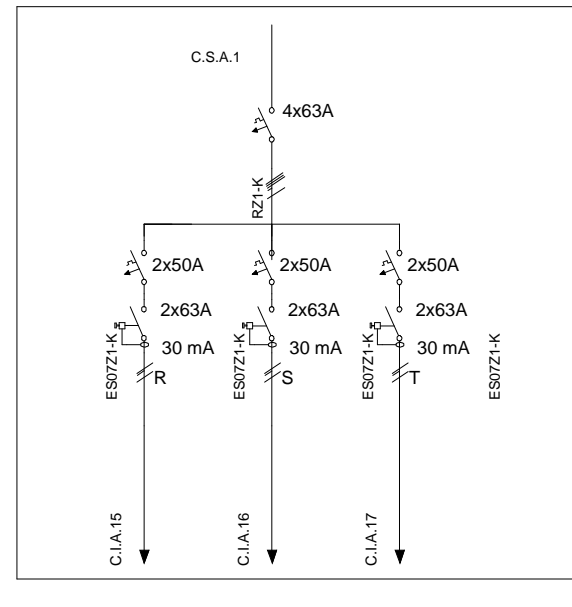 C.S.A.1
4x63A
RZ1-K
2x50A
2x50A
2x50A
2x63A
2x63A
2x63A
30 mA
30 mA
30 mA
ES07Z1-K
ES07Z1-K
ES07Z1-K
ES07Z1-K
R
S
T
C.I.A.15
C.I.A.16
C.I.A.17